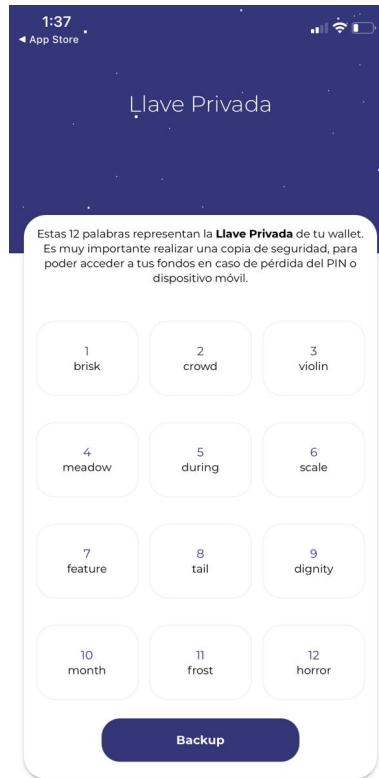 1:37
◀ App Store
Llave Privada
Estas 12 palabras representan la Llave Privada de tu wallet.
Es muy importante realizar una copia de seguridad, para
poder acceder a tus fondos en caso de pérdida del PIN o
dispositivo móvil.
1 2 3
brisk crowd violin
4 5 6
meadow during scale
7 8 9
feature tail dignity
10 11 12
month frost horror
Backup